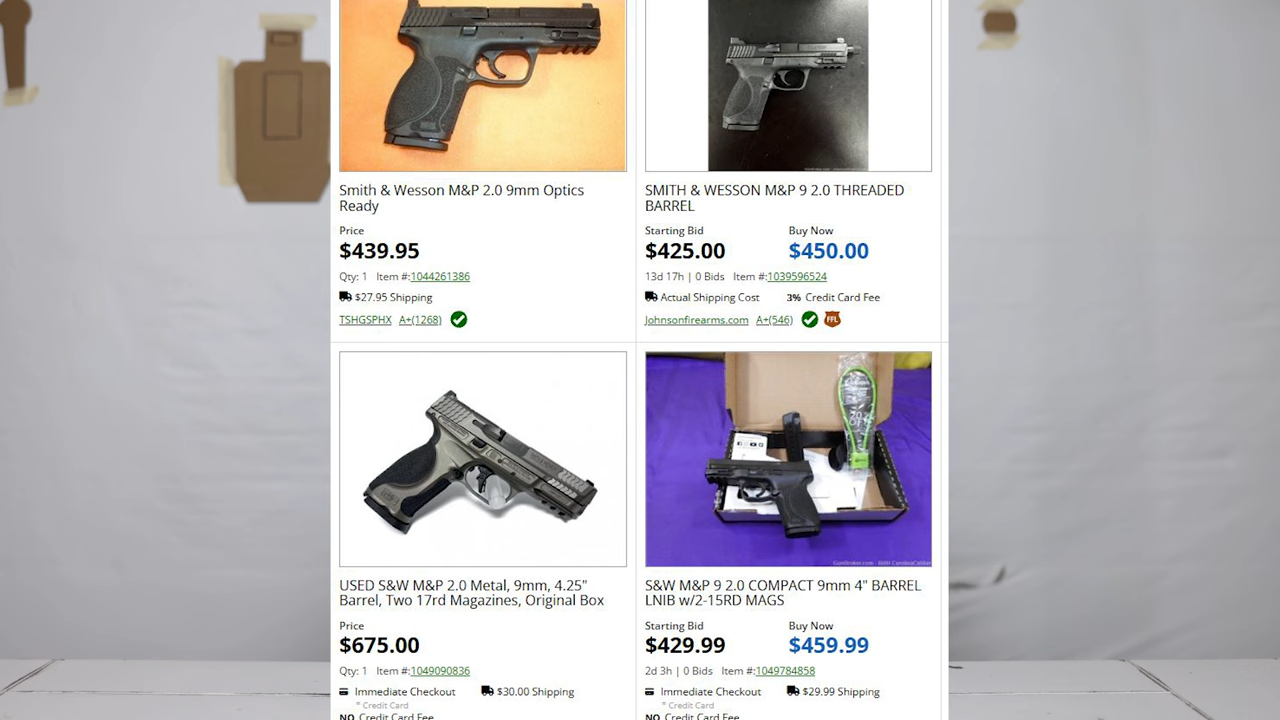 Smith & Wesson M&P 2.0 9mm Optics
Ready
Price
$439.95
Qty: 1 Item #:1044261386
$27.95 Shipping
TSHGSPHX A+(1268)
SMITH & WESSON M&P 9 2.0 THREADED
BARREL
Starting Bid Buy Now
$425.00 $450.00
13d 17h | 0 Bids Item #:1039596524
Actual Shipping Cost 3% Credit Card Fee
Johnsonfirearms.com A+(546) FFL
USED S&W M&P 2.0 Metal, 9mm, 4.25"
Barrel, Two 17rd Magazines, Original Box
Price
$675.00
Qty: 1 Item #:1049090836
Immediate Checkout $30.00 Shipping
* Credit Card
NO Credit Card Fee
S&W M&P 9 2.0 COMPACT 9mm 4" BARREL
LNIB w/2-15RD MAGS
Starting Bid Buy Now
$429.99 $459.99
2d 3h | 0 Bids Item #:1049784858
Immediate Checkout $29.99 Shipping
* Credit Card
NO Credit Card Fee